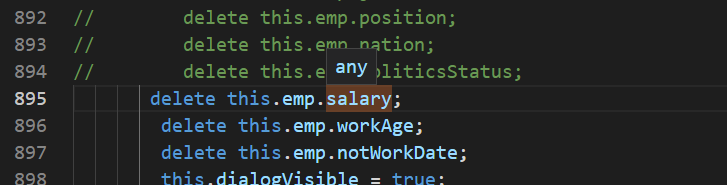 892 // delete this.emp.position;
893 // delete this.emp.nation;
894 // delete this.e oliticsStatus;
any
895 delete this.emp.salary;
896 delete this.emp.workAge;
897 delete this.emp.notWorkDate;
898 this.dialogVisible = true;